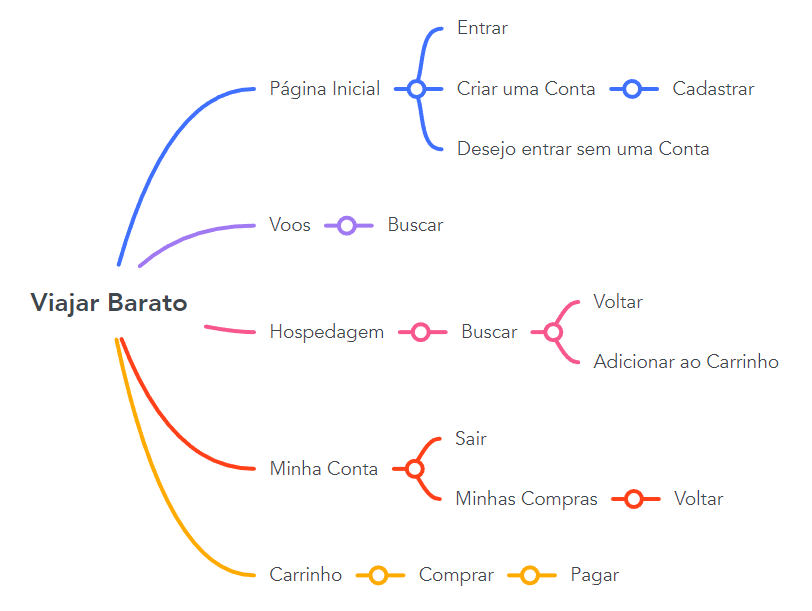 Viajar Barato
Página Inicial
Entrar
Criar uma Conta
Cadastrar
Desejo entrar sem uma Conta
Voos
Buscar
Hospedagem
Buscar
Voltar
Adicionar ao Carrinho
Minha Conta
Sair
Minhas Compras
Voltar
Carrinho
Comprar
Pagar